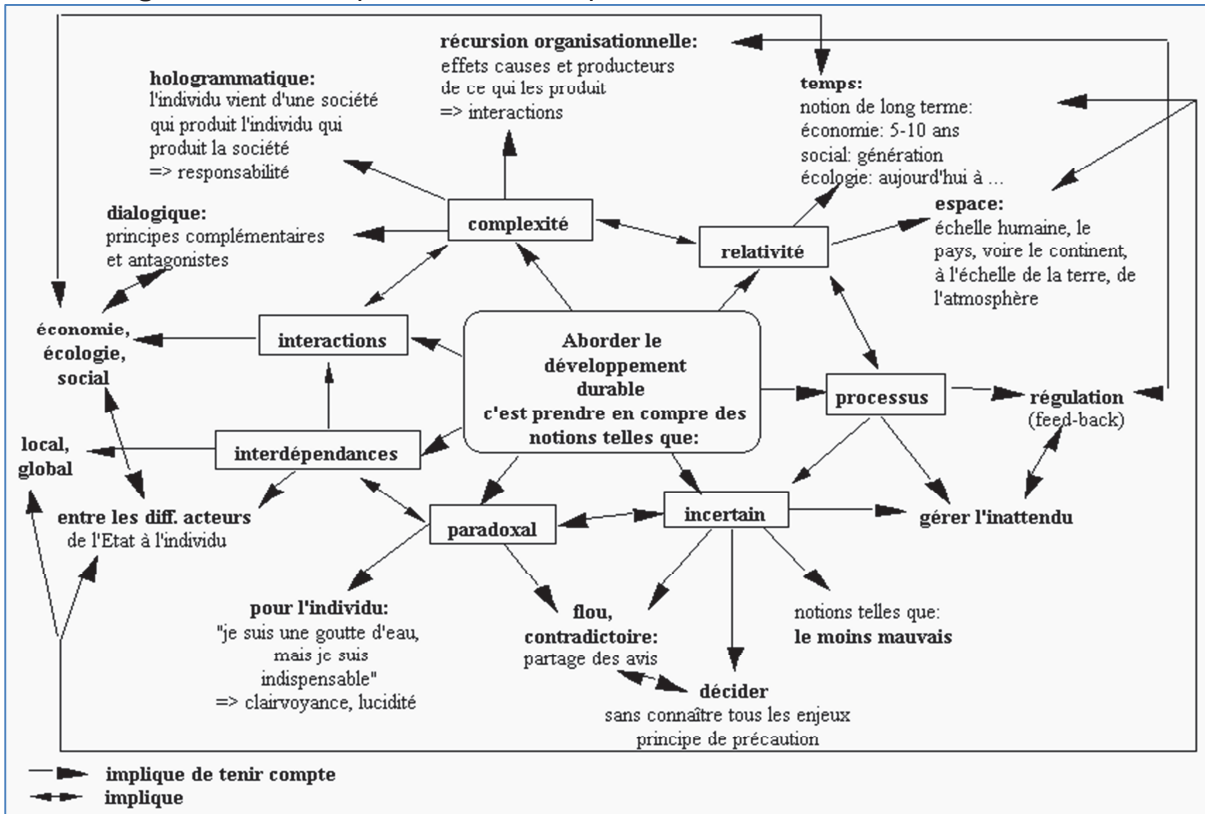 récursion organisationnelle:
effets causes et producteurs
de ce qui les produit
=> interactions
hologrammatique:
l'individu vient d'une société
qui produit l'individu qui
produit la société
=> responsabilité
temps:
notion de long terme:
économie: 5-10 ans
social: génération
écologie: aujourd'hui à ...
dialogique:
principes complémentaires
et antagonistes
complexité
relativité
espace:
échelle humaine, le
pays, voire le continent,
à l'échelle de la terre, de
l'atmosphère
économie,
écologie,
social
interactions
Aborder le
développement
durable
c'est prendre en compre des
notions telles que:
processus
régulation
(feed-back)
local,
global
interdépendances
entre les diff. acteurs
de l'Etat à l'individu
paradoxal
incertain
gérer l'inattendu
pour l'individu:
"je suis une goutte d'eau,
mais je suis
indispensable"
=> clairvoyance, lucidité
flou,
contradictoire:
partage des avis
notions telles que:
le moins mauvais
décider
sans connaître tous les enjeux
principe de précaution
implique de tenir compte
implique